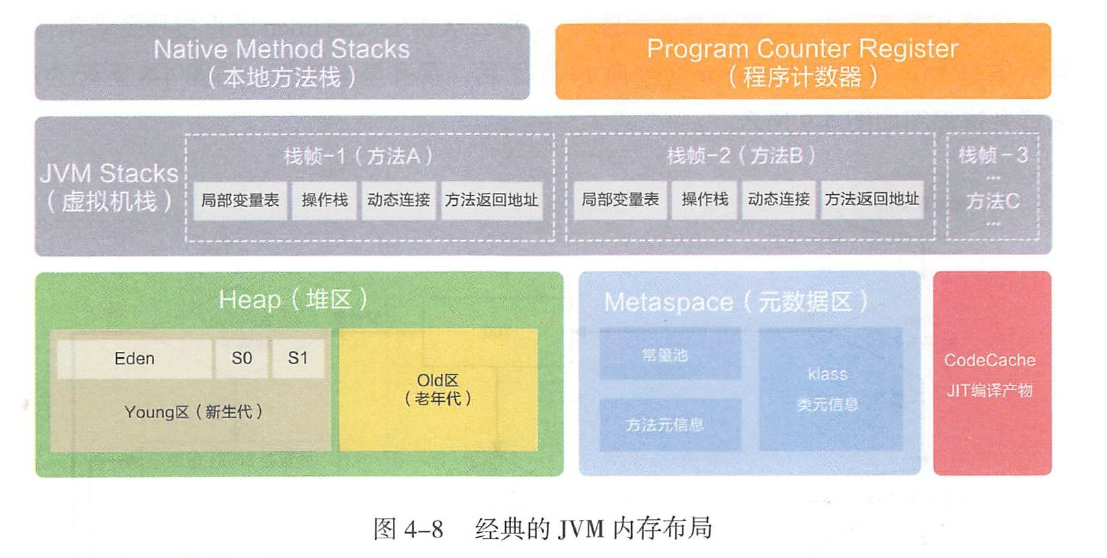 Native Method Stacks
（本地方法栈）
Program Counter Register
（程序计数器）
JVM Stacks
（虚拟机栈）
栈帧-1（方法A）
局部变量表
操作栈
动态连接
方法返回地址
栈帧-2（方法B）
局部变量表
操作栈
动态连接
方法返回地址
栈帧-3
...
方法C
...
Heap（堆区）
Eden
S0
S1
Young区（新生代）
Old区
（老年代）
Metaspace（元数据区）
常量池
方法元信息
klass
类元信息
CodeCache
JIT编译产物
图 4-8 经典的 JVM 内存布局